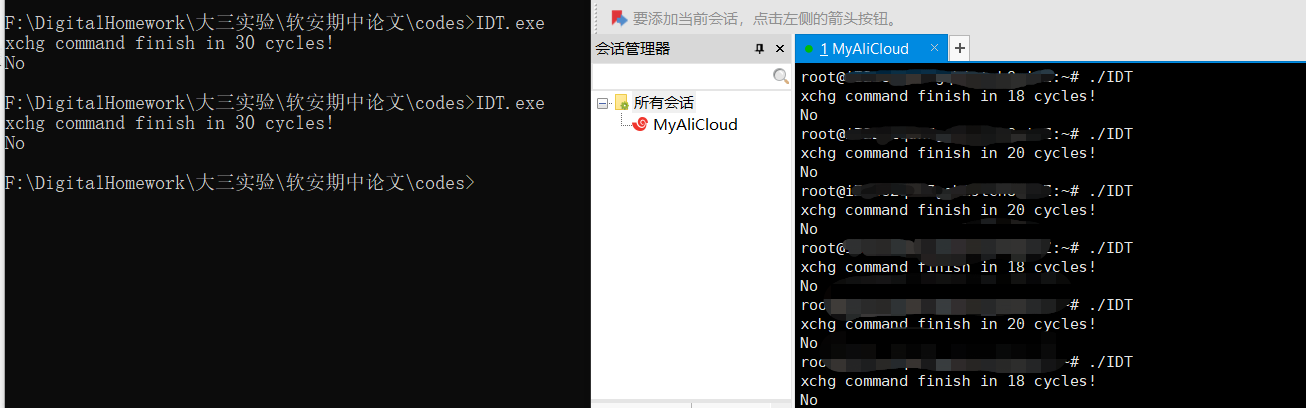 F:\DigitalHomework\大三实验\软安期中论文\codes>IDT.exe
xchg command finish in 30 cycles!
No
F:\DigitalHomework\大三实验\软安期中论文\codes>IDT.exe
xchg command finish in 30 cycles!
No
F:\DigitalHomework\大三实验\软安期中论文\codes>
要添加当前会话，点击左侧的箭头按钮。
会话管理器
所有会话
MyAliCloud
1 MyAliCloud
root@ :~# ./IDT
xchg command finish in 18 cycles!
No
root@ :~# ./IDT
xchg command finish in 20 cycles!
No
root@ :~# ./IDT
xchg command finish in 20 cycles!
No
root@ :~# ./IDT
xchg command finish in 18 cycles!
No
roo ~# ./IDT
xchg command finish in 20 cycles!
No
roo ~# ./IDT
xchg command finish in 18 cycles!
No